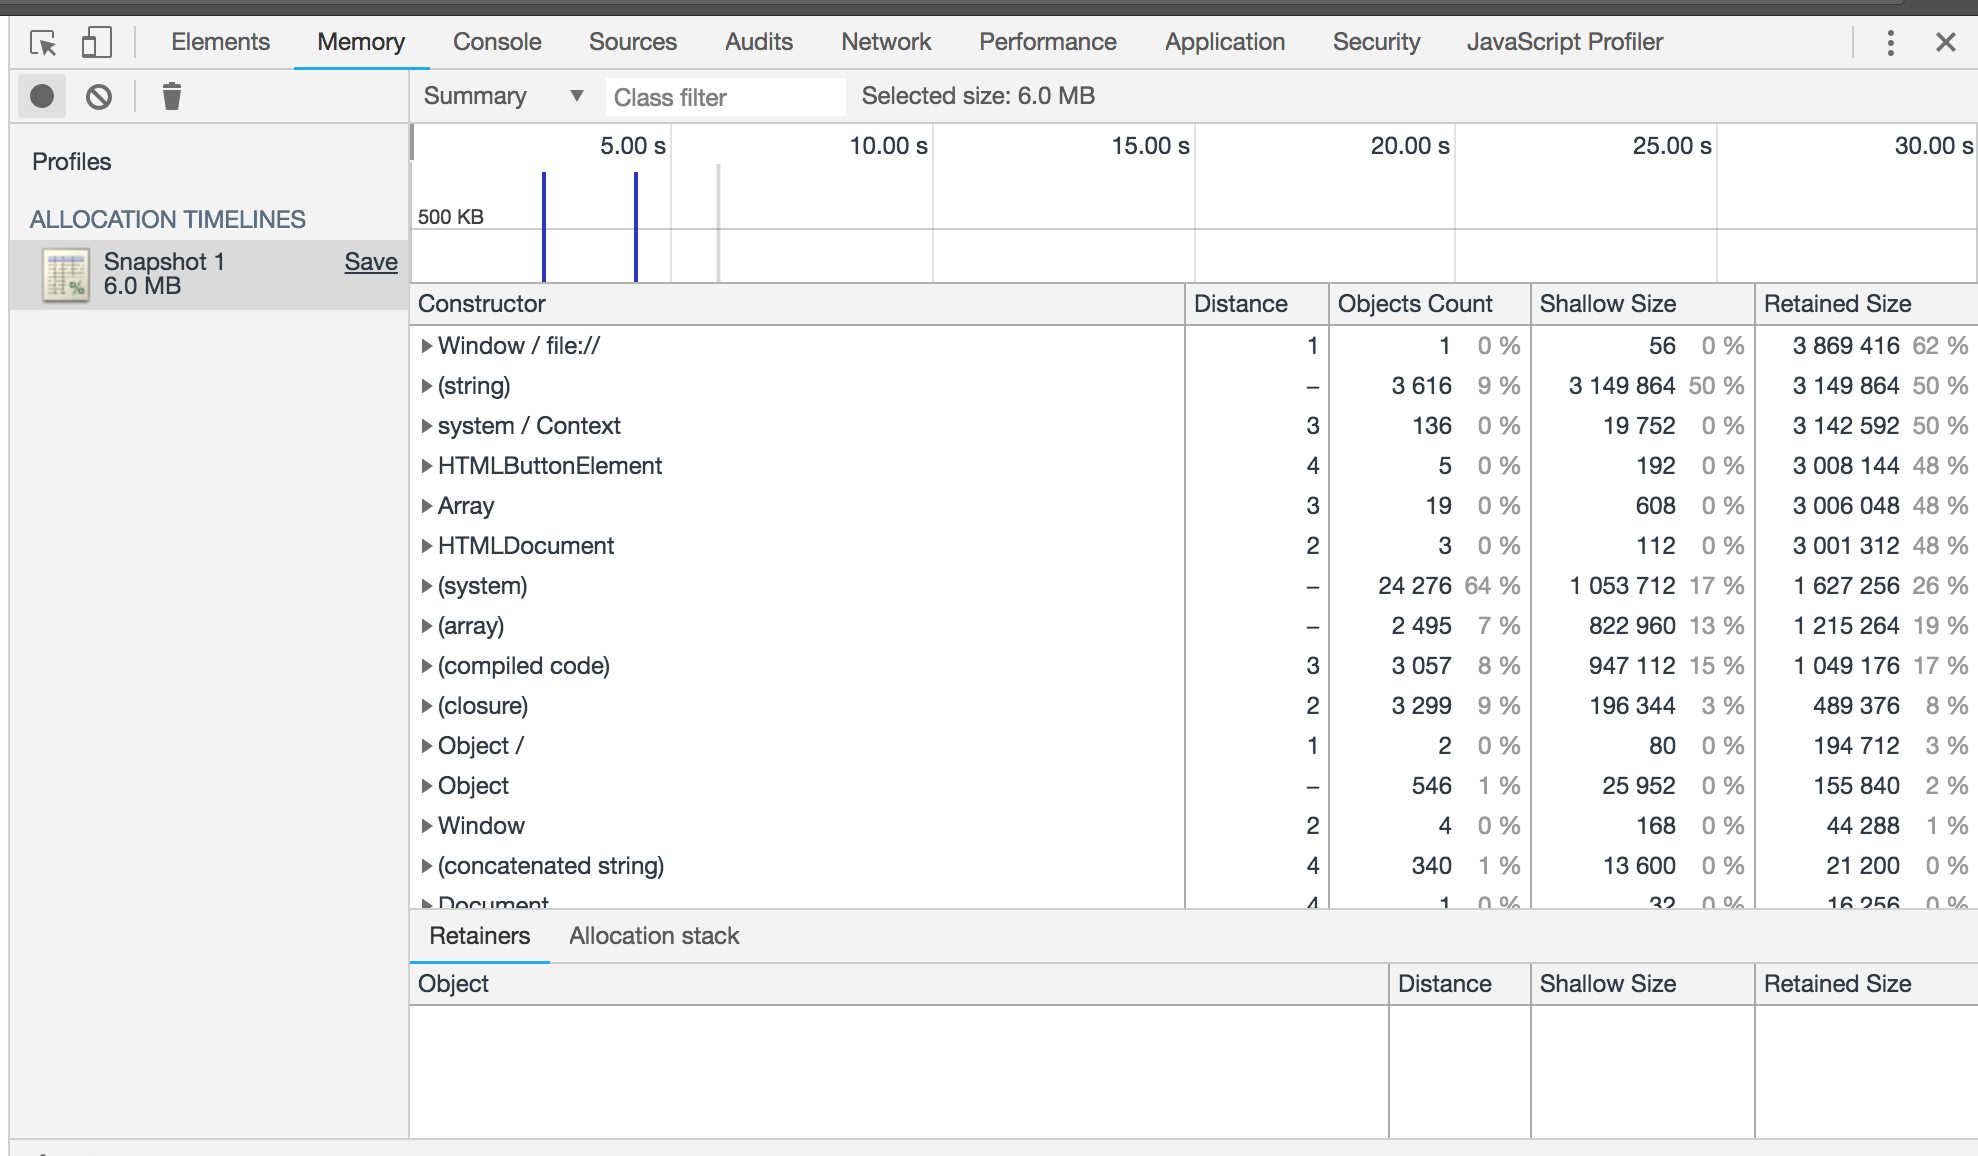 Elements Memory Console Sources Audits Network Performance Application Security JavaScript Profiler
Summary ▼ Class filter Selected size: 6.0 MB
Profiles
ALLOCATION TIMELINES
Snapshot 1 Save
6.0 MB
5.00 s 10.00 s 15.00 s 20.00 s 25.00 s 30.00 s
500 KB
Constructor Distance Objects Count Shallow Size Retained Size
Window / file:// 1 1 0 % 56 0 % 3 869 416 62 %
(string) – 3 616 9 % 3 149 864 50 % 3 149 864 50 %
system / Context 3 136 0 % 19 752 0 % 3 142 592 50 %
HTMLButtonElement 4 5 0 % 192 0 % 3 008 144 48 %
Array 3 19 0 % 608 0 % 3 006 048 48 %
HTMLDocument 2 3 0 % 112 0 % 3 001 312 48 %
(system) – 24 276 64 % 1 053 712 17 % 1 627 256 26 %
(array) – 2 495 7 % 822 960 13 % 1 215 264 19 %
(compiled code) 3 3 057 8 % 947 112 15 % 1 049 176 17 %
(closure) 2 3 299 9 % 196 344 3 % 489 376 8 %
Object / 1 2 0 % 80 0 % 194 712 3 %
Object – 546 1 % 25 952 0 % 155 840 2 %
Window 2 4 0 % 168 0 % 44 288 1 %
(concatenated string) 4 340 1 % 13 600 0 % 21 200 0 %
Document 4 1 0 % 32 0 % 16 256 0 %
Retainers Allocation stack
Object Distance Shallow Size Retained Size